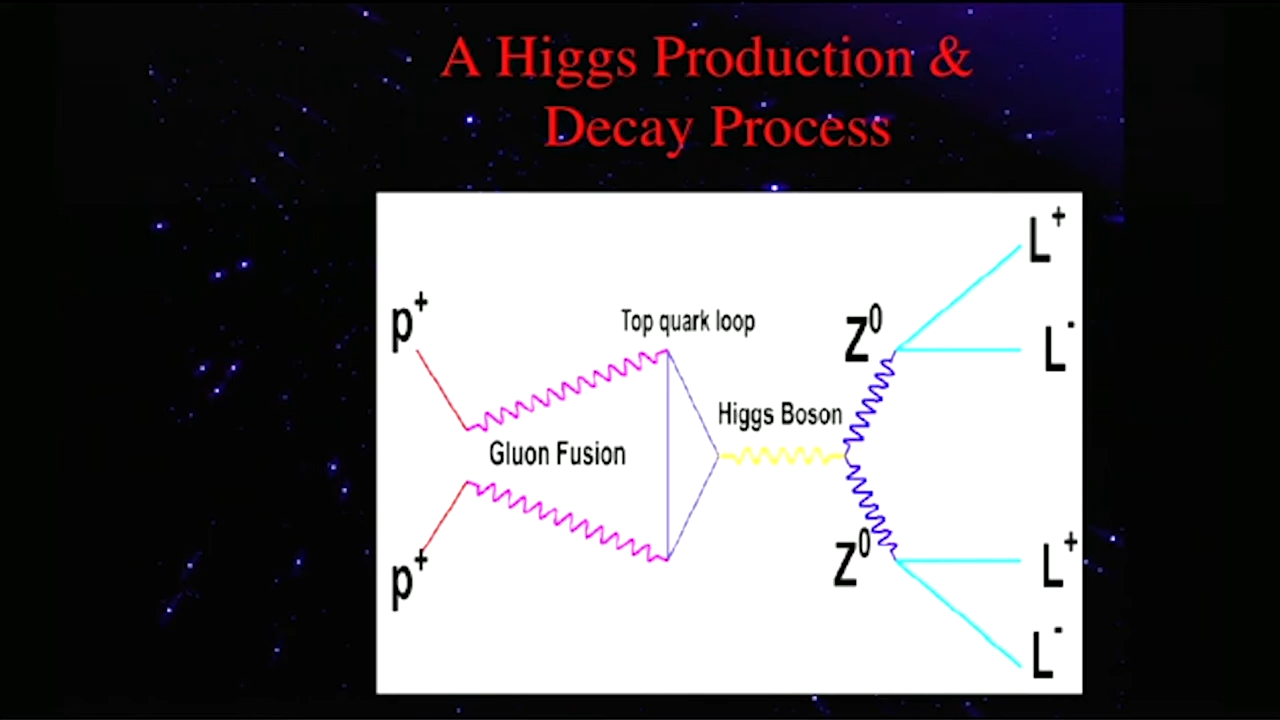 A Higgs Production &
Decay Process
L⁺
p⁺
Top quark loop
Z⁰
L⁻
Higgs Boson
Gluon Fusion
p⁺
Z⁰
L⁺
L⁻